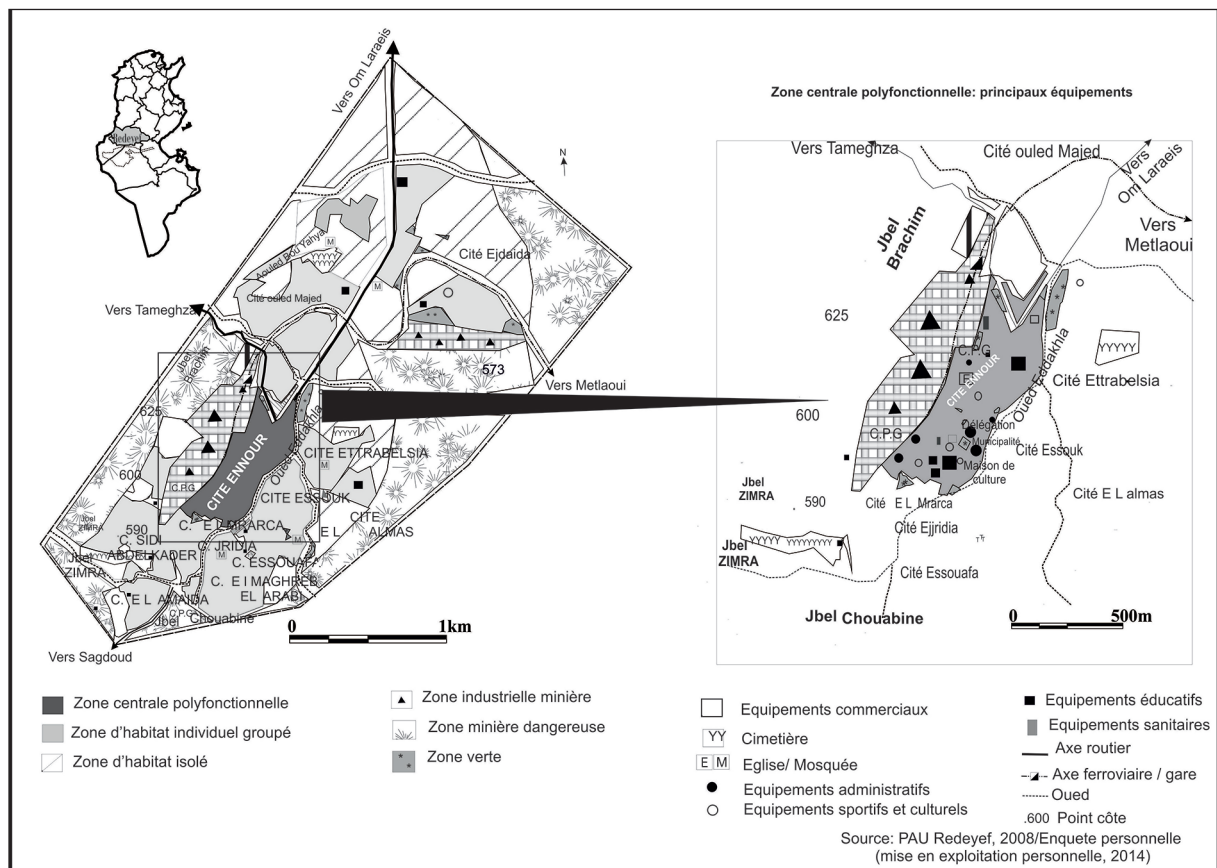 Redeyef
Vers Om Laraeis
N
Aouled Bou Yahya
M
Cité Ejdaida
Cité ouled Majed
M
Vers Tameghza
Jbel
Brachim
573
Vers Metlaoui
625
Oued Eddakhla
CITE ENNOUR
CITE ETTRABELSIA
M
600
C.P.G
CITE ESSOUK
Jbel
ZIMRA
590
C. E L MRARCA
E L
CITE
ALMAS
C. SIDI
ABDELKADER
C. JRIDIA
M
M
Jbel
ZIMRA
C. ESSOUAFA
C. E l MAGHREB
EL ARABI
C. E L AMAIDA
C.P.G
Jbel Chouabine
Vers Sagdoud
0 1km
Zone centrale polyfonctionnelle: principaux équipements
Vers Tameghza
Cité ouled Majed
Vers
Om Laraeis
Vers
Metlaoui
Jbel
Brachim
625
C.P.G
E
CITE ENNOUR
Oued Eddakhla
Cité Ettrabelsia
600
C.P.G
Délégation
Municipalité
Cité Essouk
Maison de
culture
Jbel
ZIMRA
590
Cité E L Mrarca
Cité E L almas
Cité Ejjridia
Jbel
ZIMRA
Cité Essouafa
Jbel Chouabine
0 500m
Zone centrale polyfonctionnelle
Zone d'habitat individuel groupé
Zone d'habitat isolé
Zone industrielle minière
Zone minière dangereuse
Zone verte
Equipements commerciaux
YY Cimetière
E M Eglise/ Mosquée
Equipements administratifs
Equipements sportifs et culturels
Equipements éducatifs
Equipements sanitaires
Axe routier
Axe ferroviaire / gare
Oued
.600 Point côte
Source: PAU Redeyef, 2008/Enquete personnelle
(mise en exploitation personnelle, 2014)